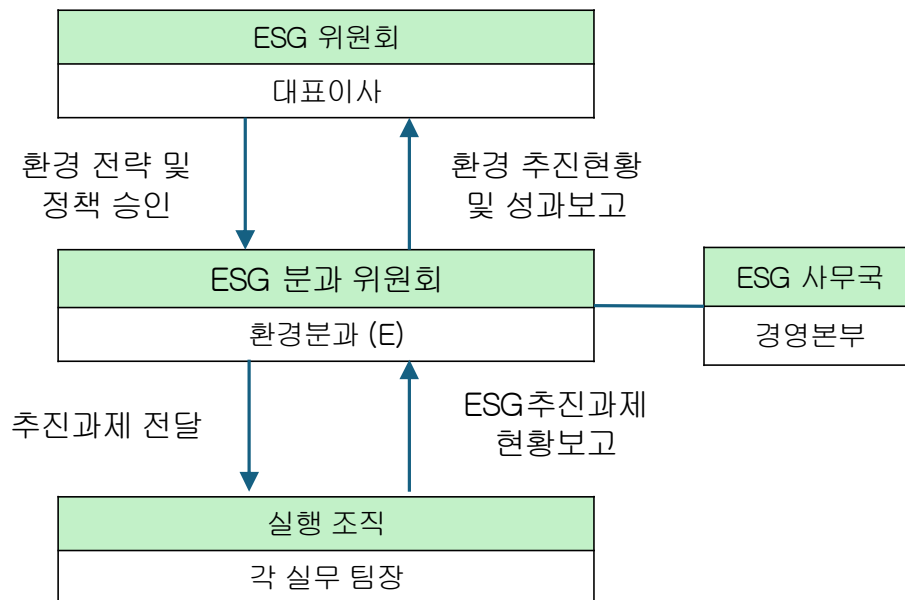 ESG 위원회
대표이사
환경 전략 및
정책 승인
환경 추진현황
및 성과보고
ESG 분과 위원회
환경분과 (E)
ESG 사무국
경영본부
추진과제 전달
ESG추진과제
현황보고
실행 조직
각 실무 팀장